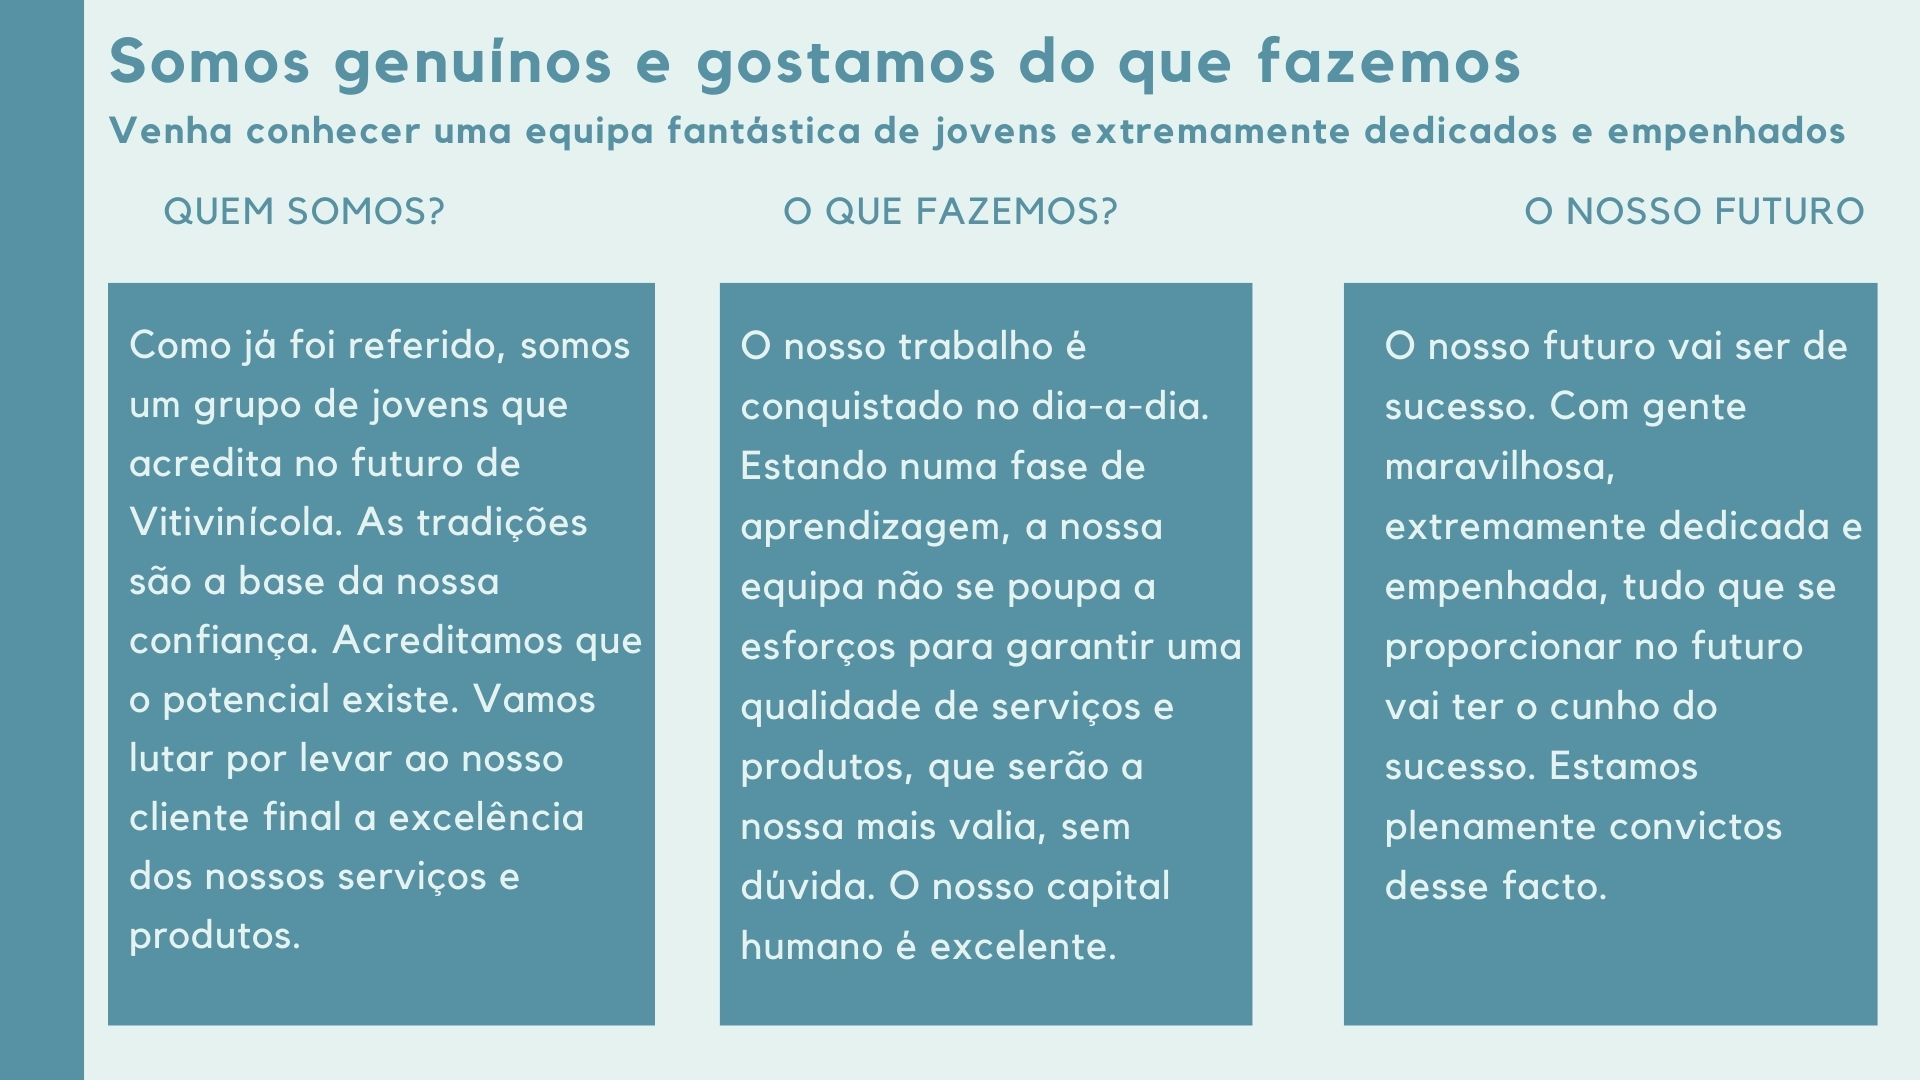 Somos genuínos e gostamos do que fazemos
Venha conhecer uma equipa fantástica de jovens extremamente dedicados e empenhados
QUEM SOMOS?
Como já foi referido, somos
um grupo de jovens que
acredita no futuro de
Vitivinícola. As tradições
são a base da nossa
confiança. Acreditamos que
o potencial existe. Vamos
lutar por levar ao nosso
cliente final a excelência
dos nossos serviços e
produtos.
O QUE FAZEMOS?
O nosso trabalho é
conquistado no dia-a-dia.
Estando numa fase de
aprendizagem, a nossa
equipa não se poupa a
esforços para garantir uma
qualidade de serviços e
produtos, que serão a
nossa mais valia, sem
dúvida. O nosso capital
humano é excelente.
O NOSSO FUTURO
O nosso futuro vai ser de
sucesso. Com gente
maravilhosa,
extremamente dedicada e
empenhada, tudo que se
proporcionar no futuro
vai ter o cunho do
sucesso. Estamos
plenamente convictos
desse facto.